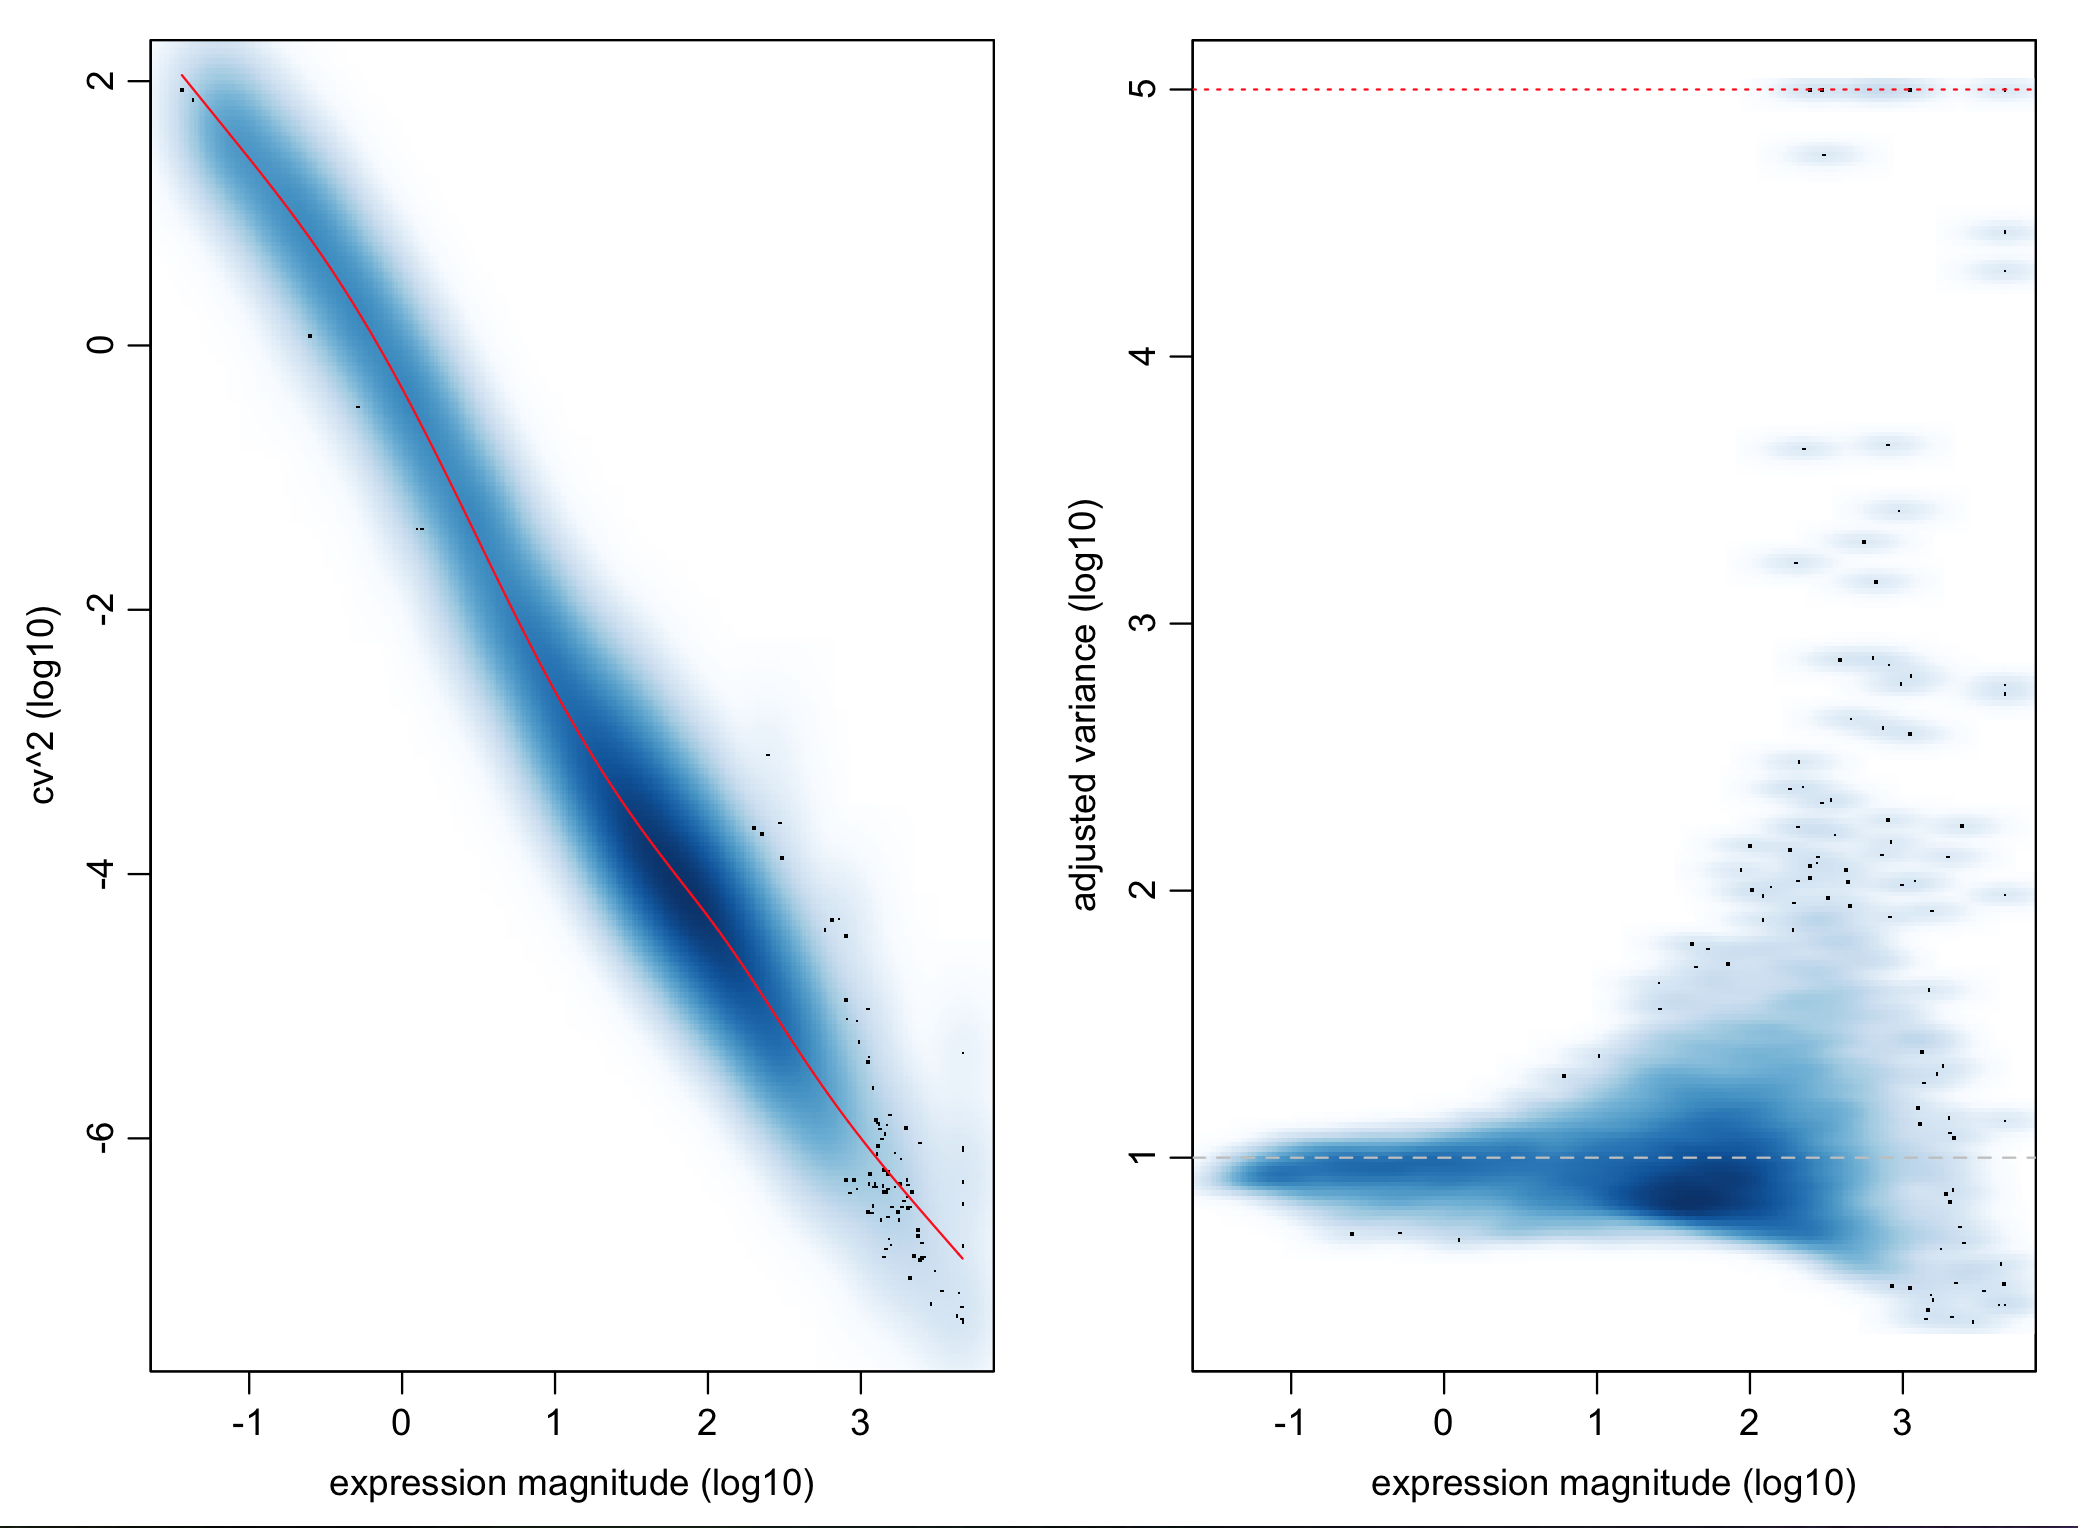 cv^2 (log10)
2
0
-2
-4
-6
-1 0 1 2 3
expression magnitude (log10)
adjusted variance (log10)
5
4
3
2
1
-1 0 1 2 3
expression magnitude (log10)